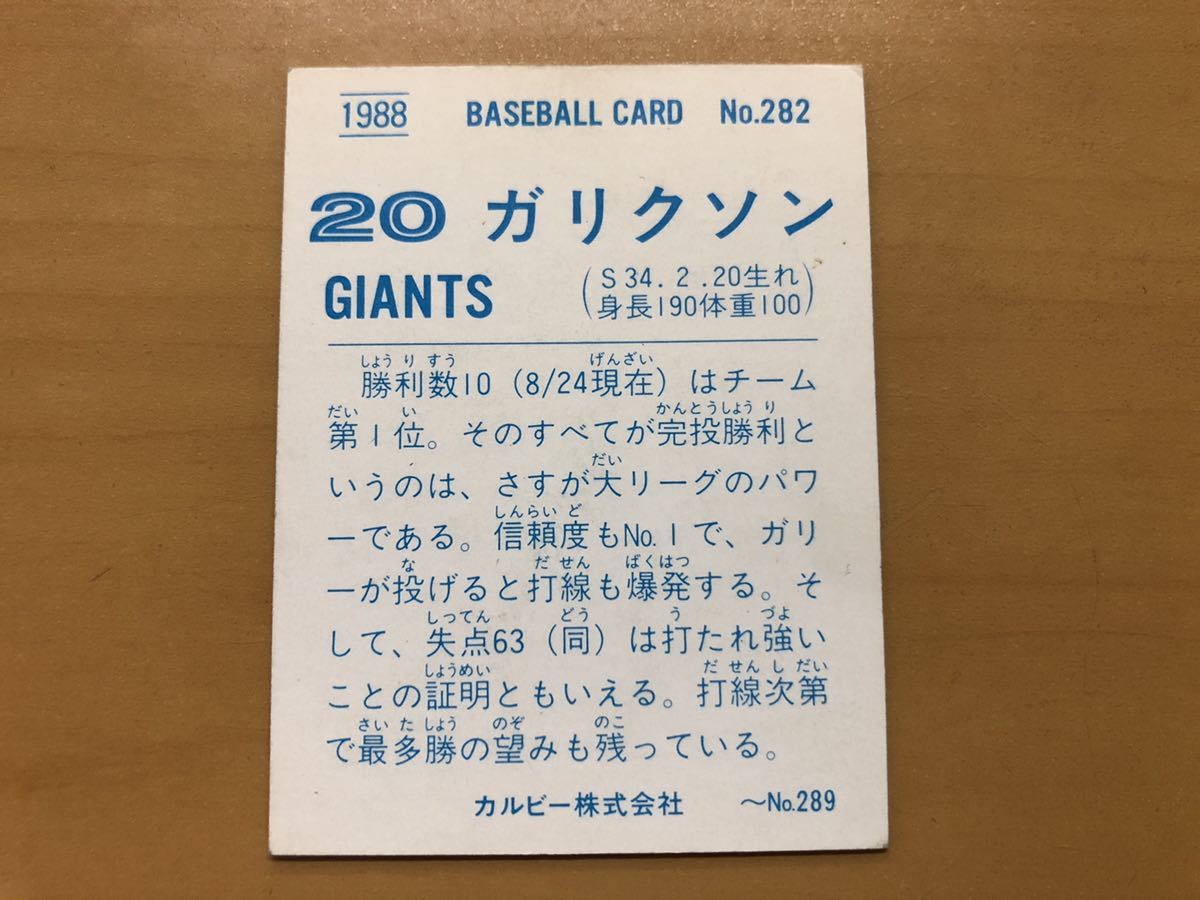 1988 BASEBALL CARD No.282
20 ガリクソン
GIANTS
(S34.2.20生れ
身長190体重100)
しょうりすう げんざい
勝利数10（8/24現在）はチーム
だい い かんとうしょうり
第1位。そのすべてが完投勝利と
だい
いうのは、さすが大リーグのパワ
しんらいど
ーである。信頼度もNo.1で、ガリ
な だせん ばくはつ
ーが投げると打線も爆発する。そ
しってん どう う づよ
して、失点63（同）は打たれ強い
しょうめい だせんしだい
ことの証明ともいえる。打線次第
さいたしょう のぞ のこ
で最多勝の望みも残っている。
カルビー株式会社 〜No.289